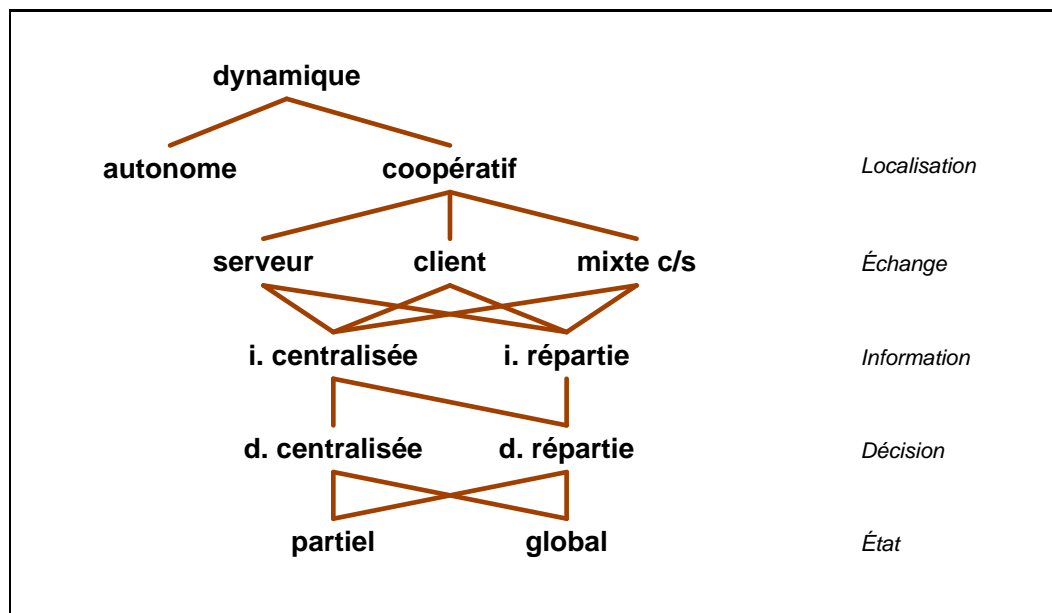 dynamique
autonome coopératif Localisation
serveur client mixte c/s Échange
i. centralisée i. répartie Information
d. centralisée d. répartie Décision
partiel global État